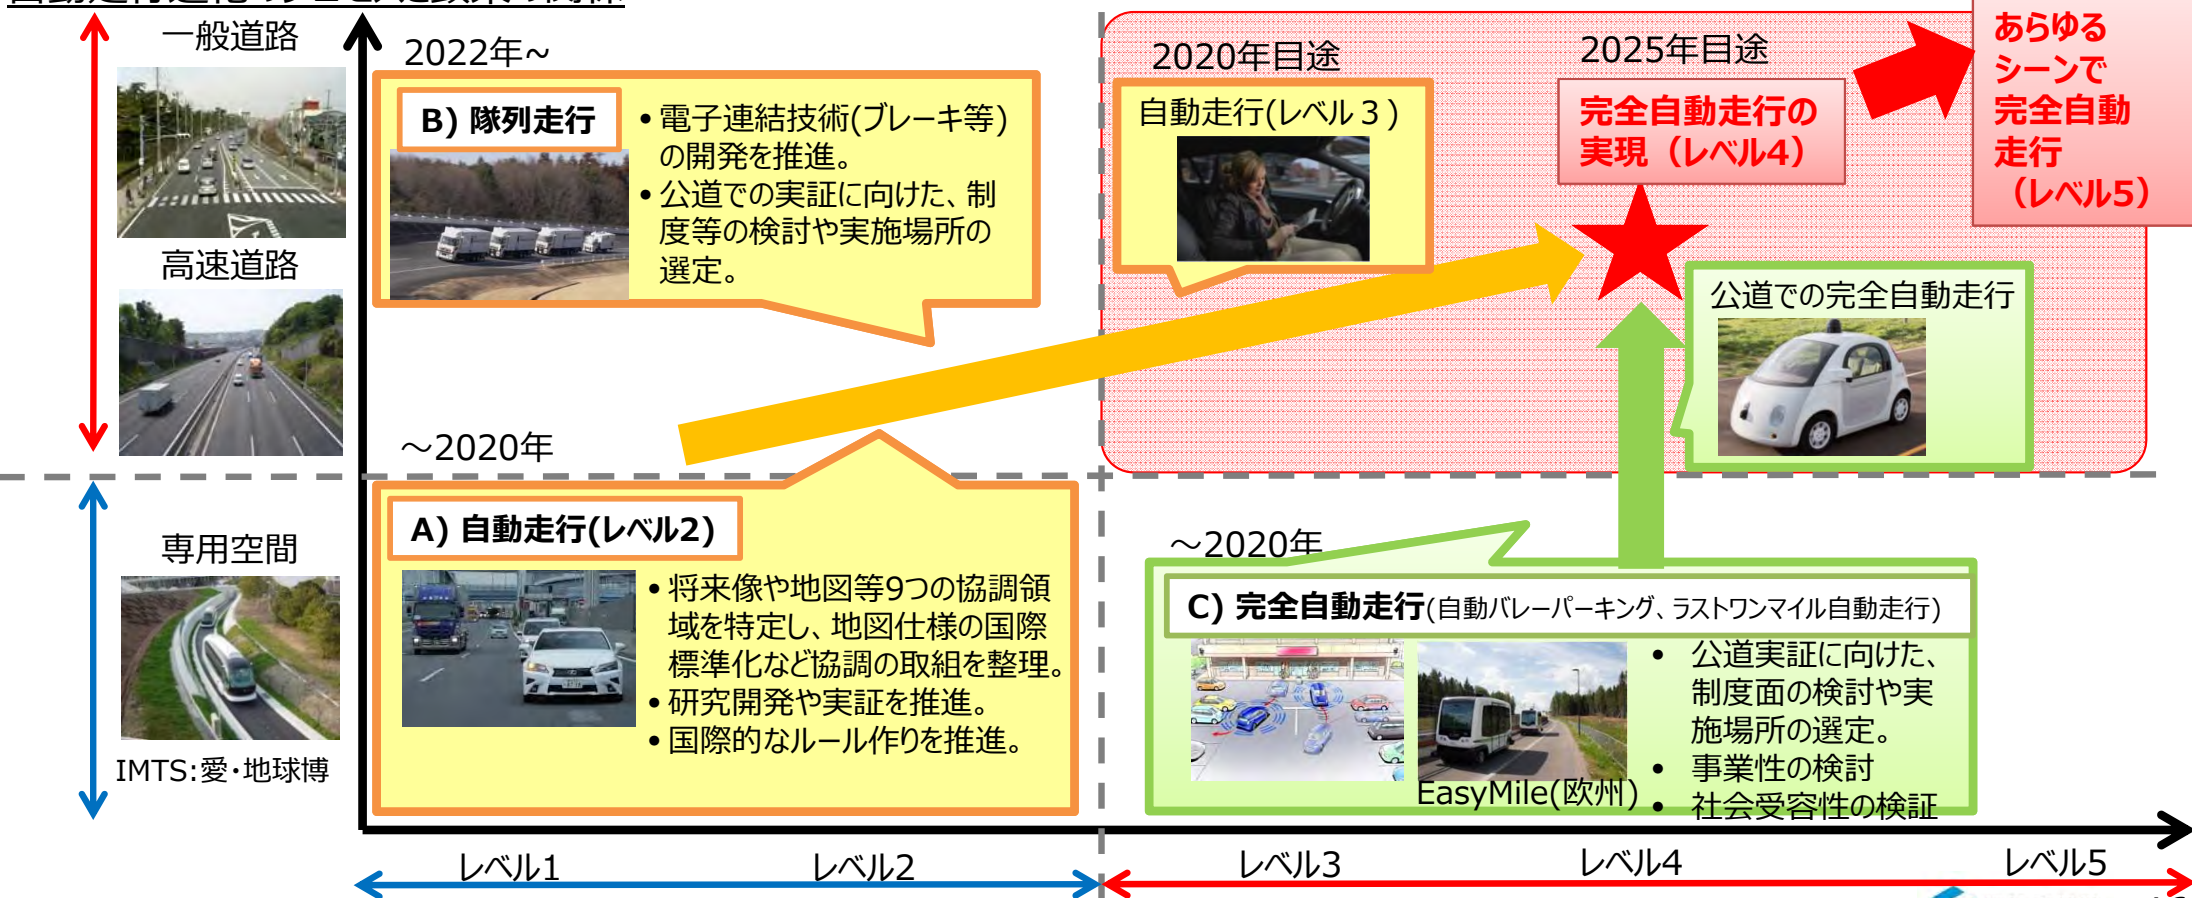 一般道路
高速道路
専用空間
IMTS:愛・地球博
2022年~
B) 隊列走行
•電子連結技術(ブレーキ等)
の開発を推進。
•公道での実証に向けた、制
度等の検討や実施場所の
選定。
～2020年
A) 自動走行(レベル2)
•将来像や地図等9つの協調領
域を特定し、地図仕様の国際
標準化など協調の取組を整理。
•研究開発や実証を推進。
•国際的なルール作りを推進。
2020年目途
自動走行(レベル３)
2025年目途
完全自動走行の
実現（レベル4）
あらゆる
シーンで
完全自動
走行
（レベル5）
公道での完全自動走行
～2020年
C) 完全自動走行(自動バレーパーキング、ラストワンマイル自動走行)
EasyMile(欧州)
• 公道実証に向けた、
制度面の検討や実
施場所の選定。
• 事業性の検討
• 社会受容性の検証
レベル1
レベル2
レベル3
レベル4
レベル5